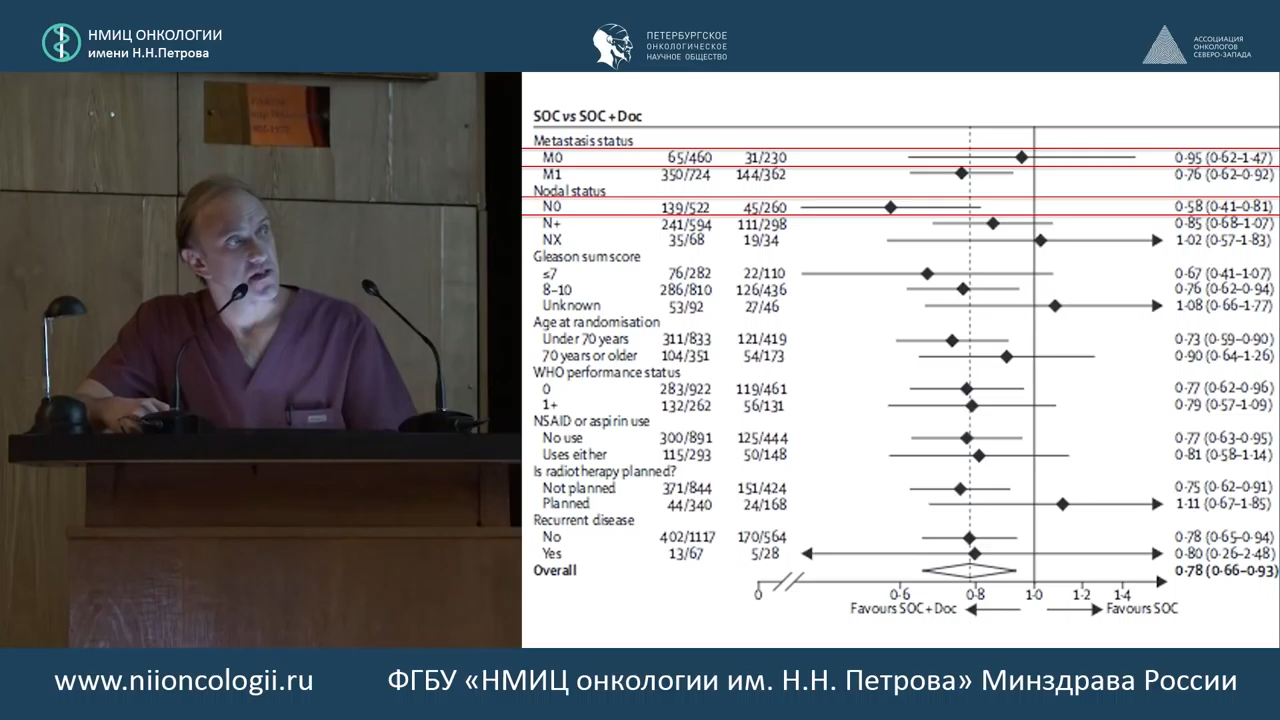 НМИЦ ОНКОЛОГИИ
имени Н.Н.Петрова
ПЕТЕРБУРГСКОЕ
ОНКОЛОГИЧЕСКОЕ
НАУЧНОЕ ОБЩЕСТВО
АССОЦИАЦИЯ
ОНКОЛОГОВ
СЕВЕРО-ЗАПАДА
SOC vs SOC + Doc
Metastasis status
M0 65/460 31/230 0·95 (0·62–1·47)
M1 350/724 144/362 0·76 (0·62–0·92)
Nodal status
N0 139/522 45/260 0·58 (0·41–0·81)
N+ 241/594 111/298 0·85 (0·68–1·07)
NX 35/68 19/34 1·02 (0·57–1·83)
Gleason sum score
≤7 76/282 22/110 0·67 (0·41–1·07)
8–10 286/810 126/436 0·76 (0·62–0·94)
Unknown 53/92 27/46 1·08 (0·66–1·77)
Age at randomisation
Under 70 years 311/833 121/419 0·73 (0·59–0·90)
70 years or older 104/351 54/173 0·90 (0·64–1·26)
WHO performance status
0 283/922 119/461 0·77 (0·62–0·96)
1+ 132/262 56/131 0·79 (0·57–1·09)
NSAID or aspirin use
No use 300/891 125/444 0·77 (0·63–0·95)
Uses either 115/293 50/148 0·81 (0·58–1·14)
Is radiotherapy planned?
Not planned 371/844 151/424 0·75 (0·62–0·91)
Planned 44/340 24/168 1·11 (0·67–1·85)
Recurrent disease
No 402/1117 170/564 0·78 (0·65–0·94)
Yes 13/67 5/28 0·80 (0·26–2·48)
Overall 0·78 (0·66–0·93)
0 0·6 0·8 1·0 1·2 1·4
Favours SOC + Doc Favours SOC
www.niioncologii.ru ФГБУ «НМИЦ онкологии им. Н.Н. Петрова» Минздрава России